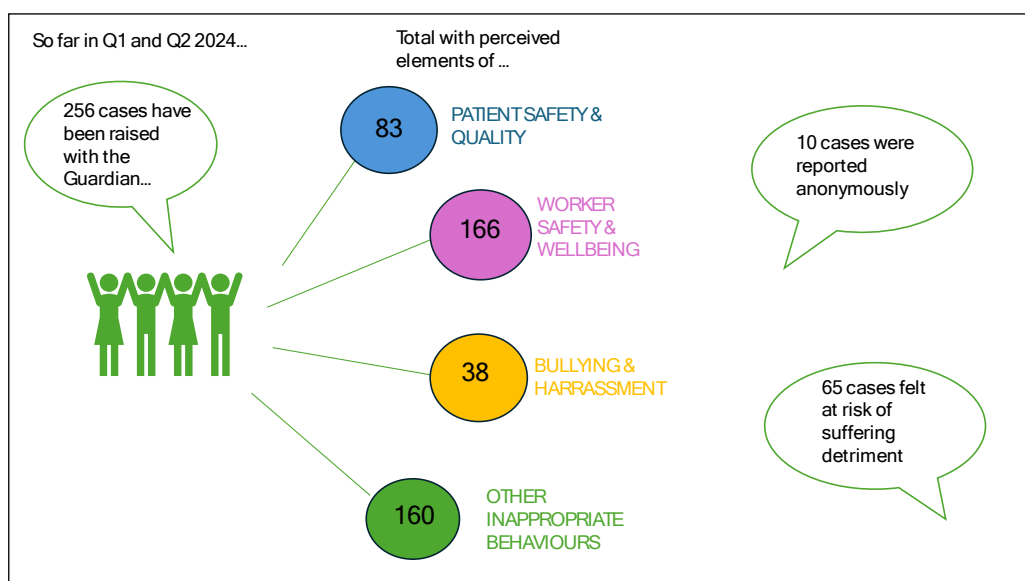 So far in Q1 and Q2 2024...
256 cases have
been raised
with the
Guardian...
Total with perceived
elements of ...
83
PATIENT SAFETY &
QUALITY
166
WORKER
SAFETY &
WELLBEING
38
BULLYING &
HARRASSMENT
160
OTHER
INAPPROPRIATE
BEHAVIOURS
10 cases were
reported
anonymously
65 cases felt
at risk of
suffering
detriment